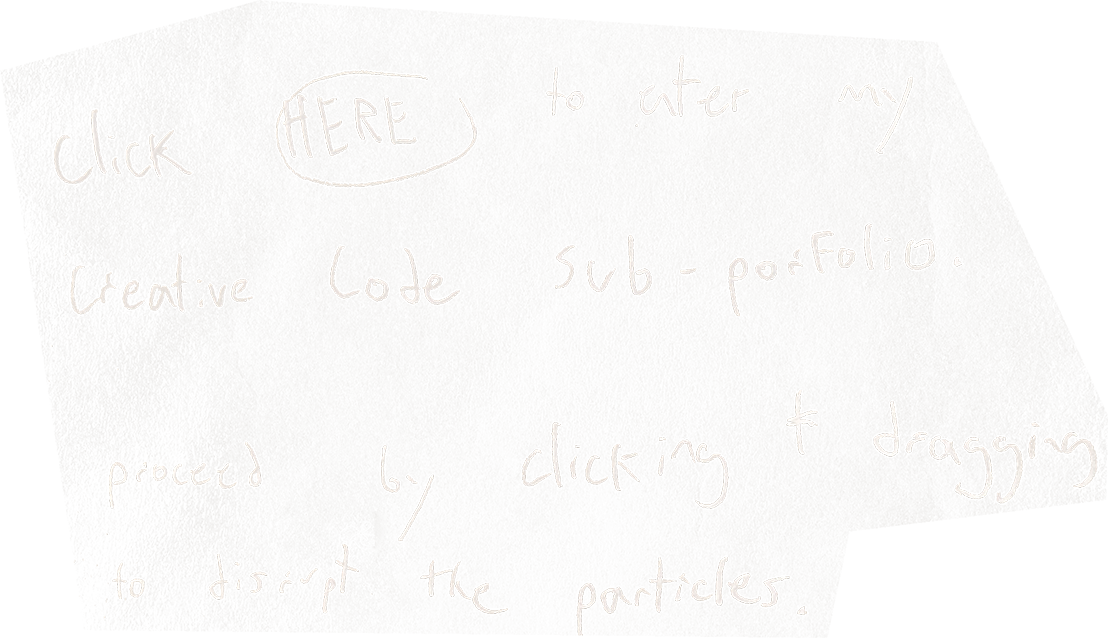 Click HERE to enter my
Creative Code Sub-portfolio.
proceed by clicking + dragging
to disrupt the particles.